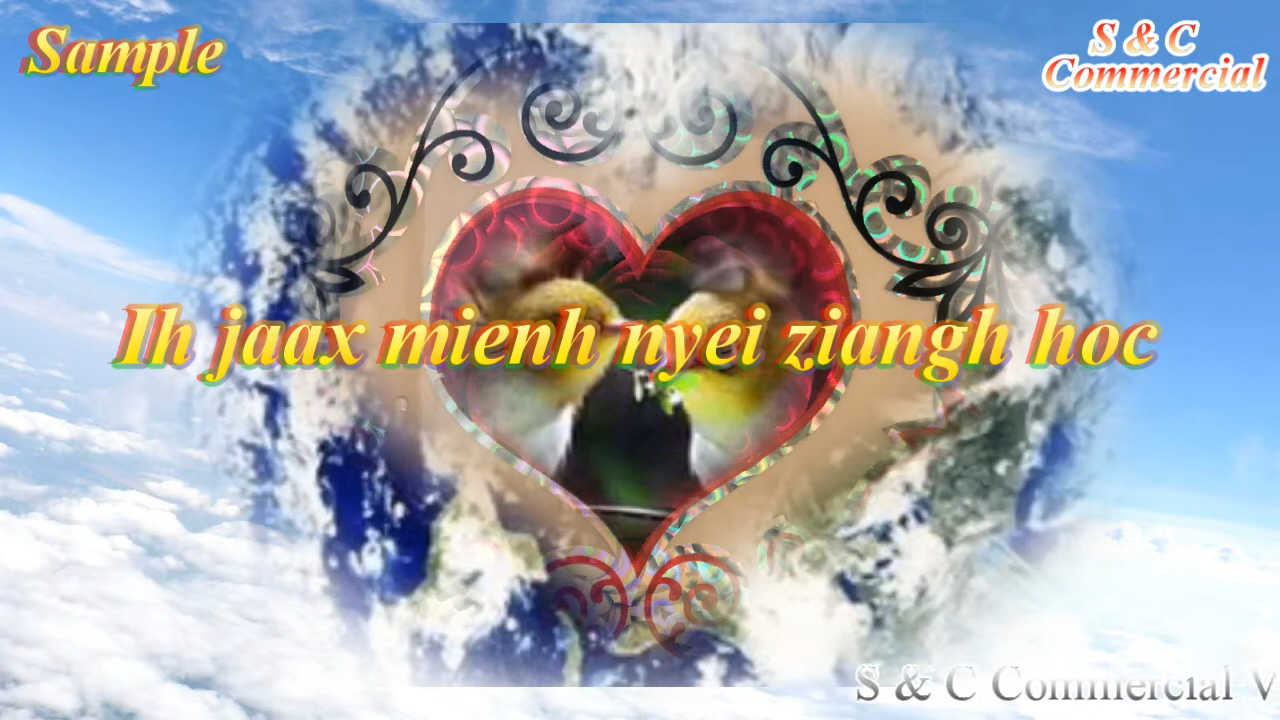 Sample
S & C
Commercial
Ih jaax mienh nyei ziangh hoc
S & C Commercial V